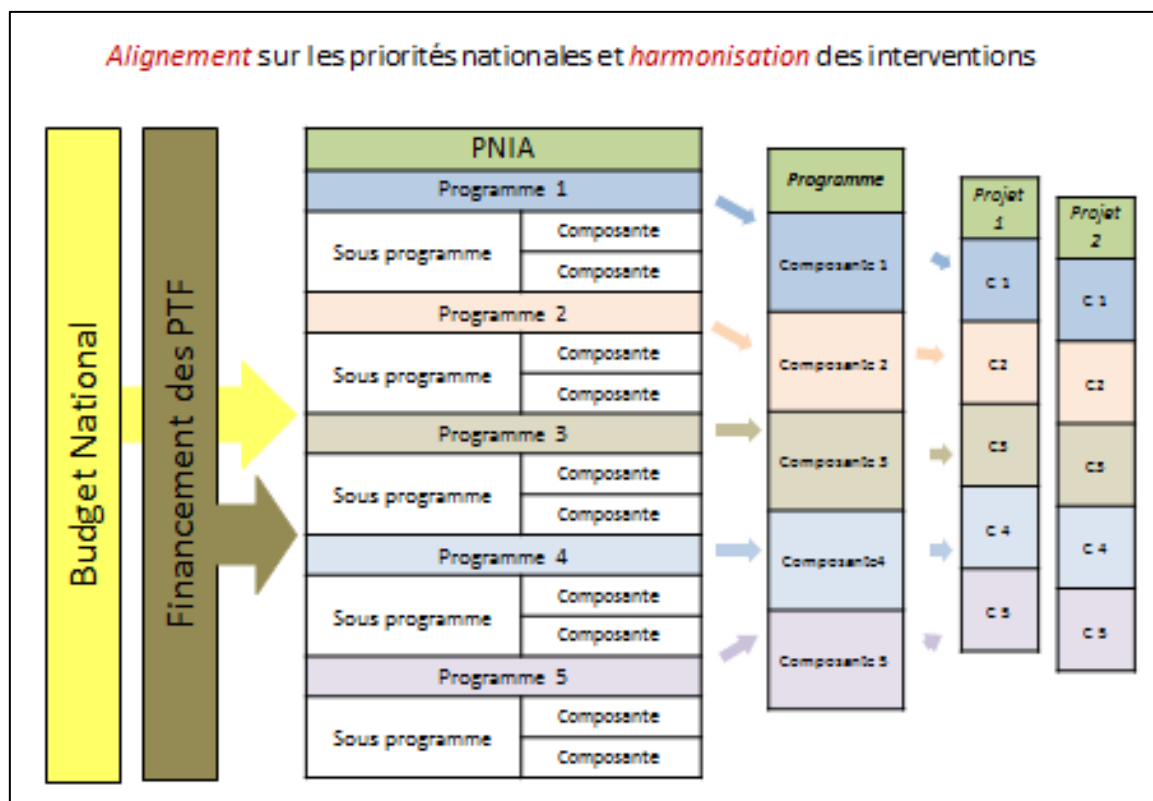 Alignement sur les priorités nationales et harmonisation des interventions
Budget National
Financement des PTF
PNIA
Programme 1
Sous programme
Composante
Composante
Programme 2
Sous programme
Composante
Composante
Programme 3
Sous programme
Composante
Composante
Programme 4
Sous programme
Composante
Composante
Programme 5
Sous programme
Composante
Composante
Programme
Composante 1
Composante 2
Composante 3
Composante4
Composante 5
Projet
1
C 1
C2
C3
C 4
C 5
Projet
2
C 1
C2
C3
C 4
C 5